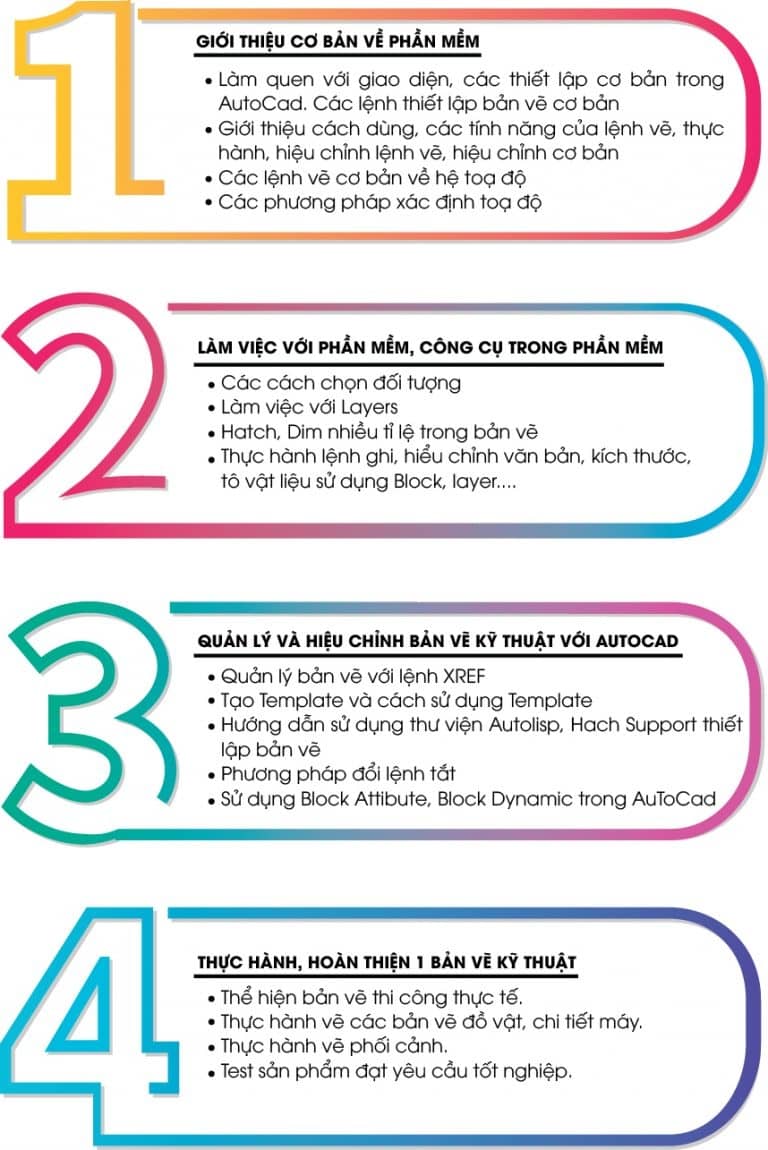 1
GIỚI THIỆU CƠ BẢN VỀ PHẦN MỀM
• Làm quen với giao diện, các thiết lập cơ bản trong
AutoCad. Các lệnh thiết lập bản vẽ cơ bản
• Giới thiệu cách dùng, các tính năng của lệnh vẽ, thực
hành, hiệu chỉnh lệnh vẽ, hiệu chỉnh cơ bản
• Các lệnh vẽ cơ bản về hệ toạ độ
• Các phương pháp xác định toạ độ
2
LÀM VIỆC VỚI PHẦN MỀM, CÔNG CỤ TRONG PHẦN MỀM
• Các cách chọn đối tượng
• Làm việc với Layers
• Hatch, Dim nhiều tỉ lệ trong bản vẽ
• Thực hành lệnh ghi, hiểu chỉnh văn bản, kích thước,
tô vật liệu sử dụng Block, layer....
3
QUẢN LÝ VÀ HIỆU CHỈNH BẢN VẼ KỸ THUẬT VỚI AUTOCAD
• Quản lý bản vẽ với lệnh XREF
• Tạo Template và cách sử dụng Template
• Hướng dẫn sử dụng thư viện Autolisp, Hach Support thiết
lập bản vẽ
• Phương pháp đổi lệnh tắt
• Sử dụng Block Attibute, Block Dynamic trong AuToCad
4
THỰC HÀNH, HOÀN THIỆN 1 BẢN VẼ KỸ THUẬT
• Thể hiện bản vẽ thi công thực tế.
• Thực hành vẽ các bản vẽ đồ vật, chi tiết máy.
• Thực hành vẽ phối cảnh.
• Test sản phẩm đạt yêu cầu tốt nghiệp.